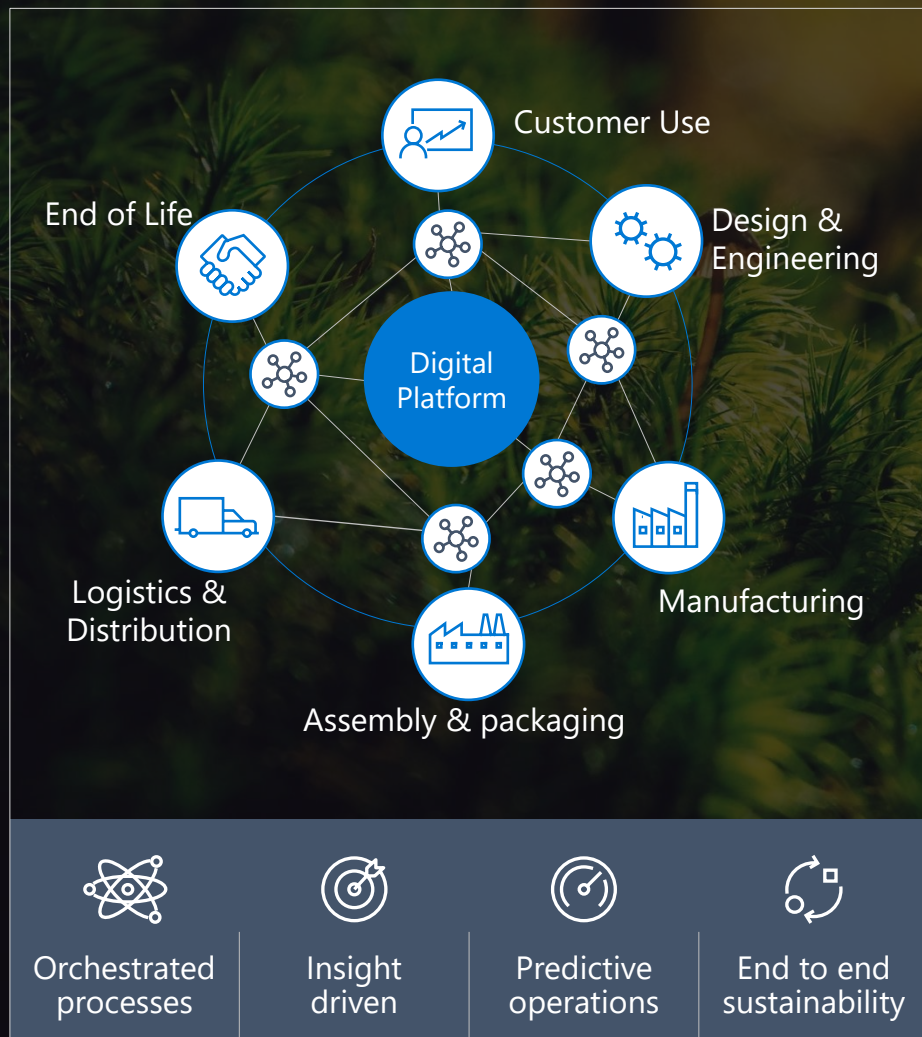 Customer Use
End of Life
Design &
Engineering
Digital
Platform
Logistics &
Distribution
Manufacturing
Assembly & packaging
Orchestrated
processes
Insight
driven
Predictive
operations
End to end
sustainability